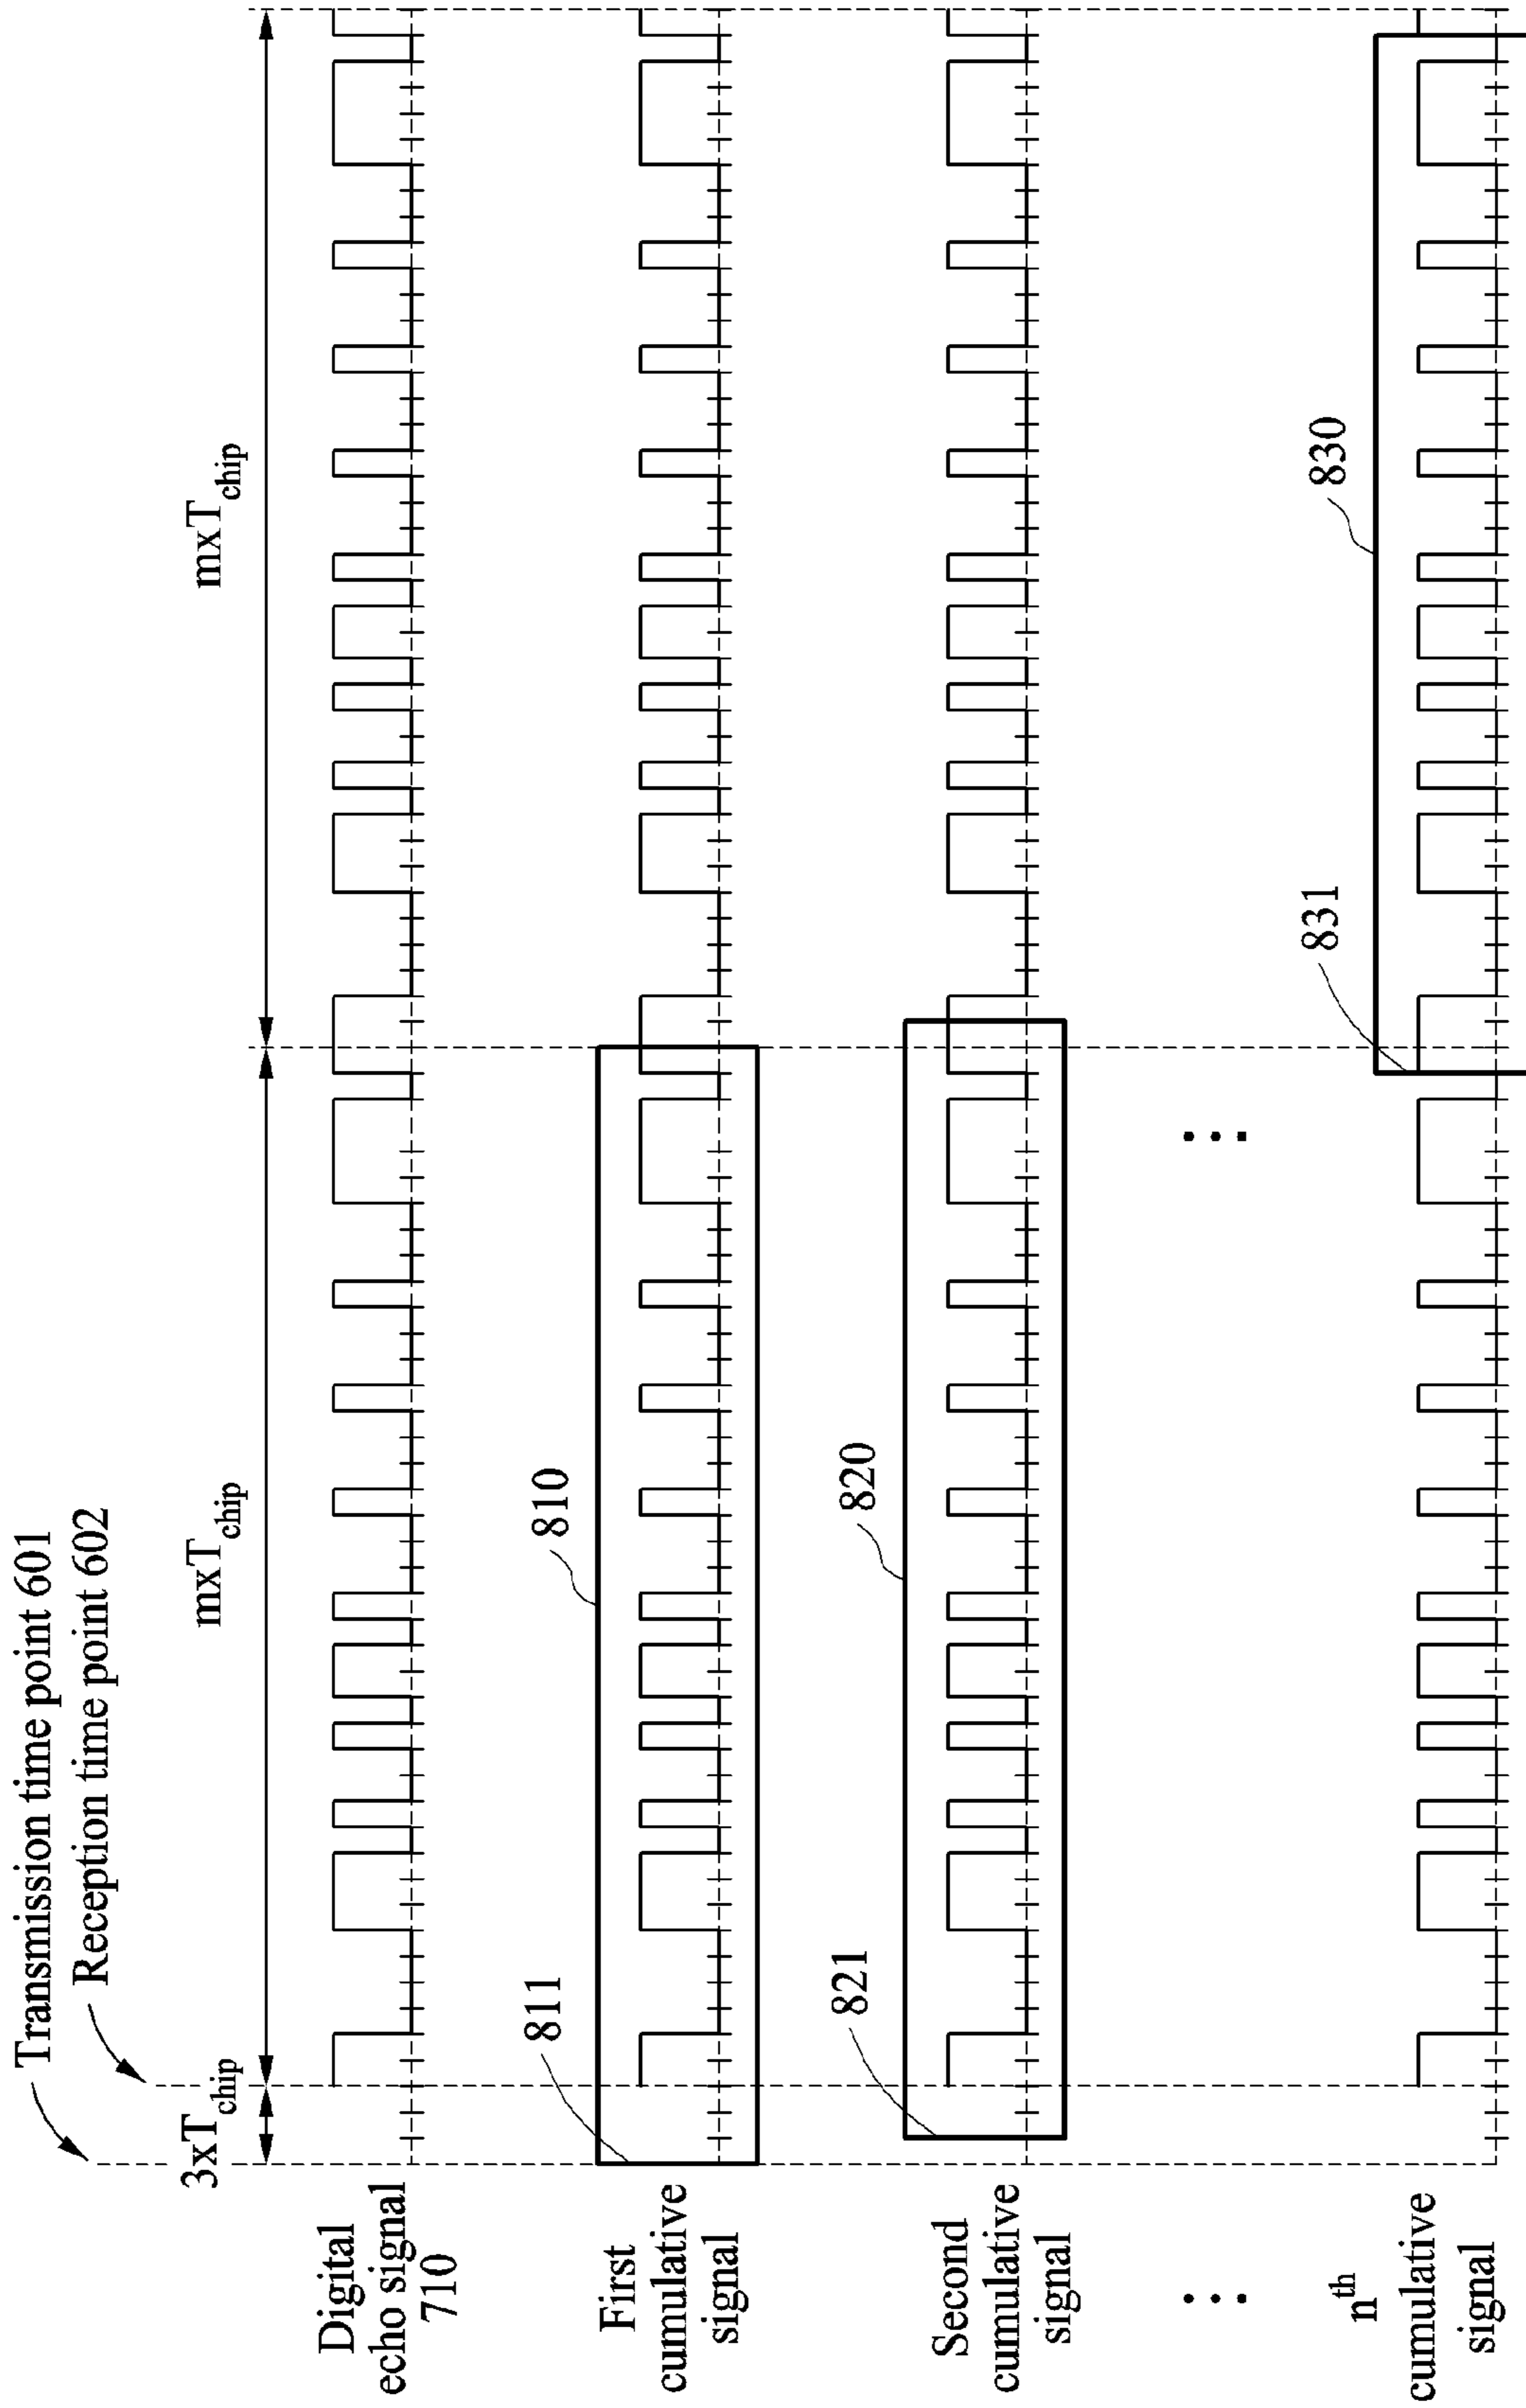 Transmission time point 601
Reception time point 602
3xT_chip
mxT_chip
mxT_chip
Digital
echo signal
710
First
cumulative
signal
811
810
Second
cumulative
signal
821
820
n^th
cumulative
signal
831
830